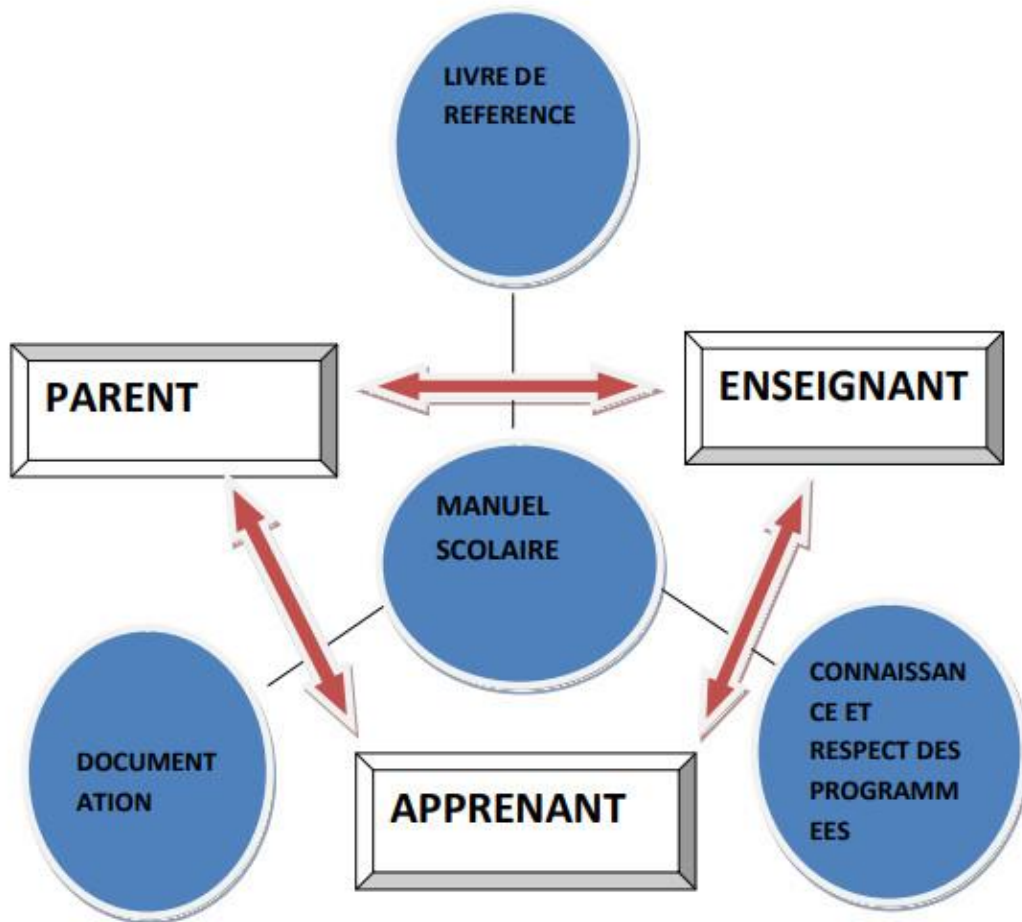 LIVRE DE
REFERENCE
PARENT
ENSEIGNANT
MANUEL
SCOLAIRE
DOCUMENT
ATION
APPRENANT
CONNAISSAN
CE ET
RESPECT DES
PROGRAMM
EES